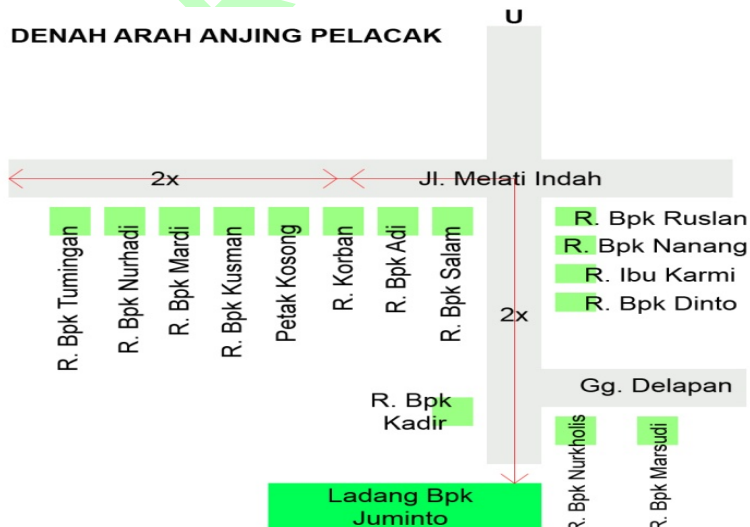 U
DENAH ARAH ANJING PELACAK
2x
Jl. Melati Indah
R. Bpk Tumingan
R. Bpk Nurhadi
R. Bpk Mardi
R. Bpk Kusman
Petak Kosong
R. Korban
R. Bpk Adi
R. Bpk Salam
R. Bpk Ruslan
R. Bpk Nanang
R. Ibu Karmi
R. Bpk Dinto
2x
Gg. Delapan
R. Bpk
Kadir
R. Bpk Nurkholis
R. Bpk Marsudi
Ladang Bpk
Juminto